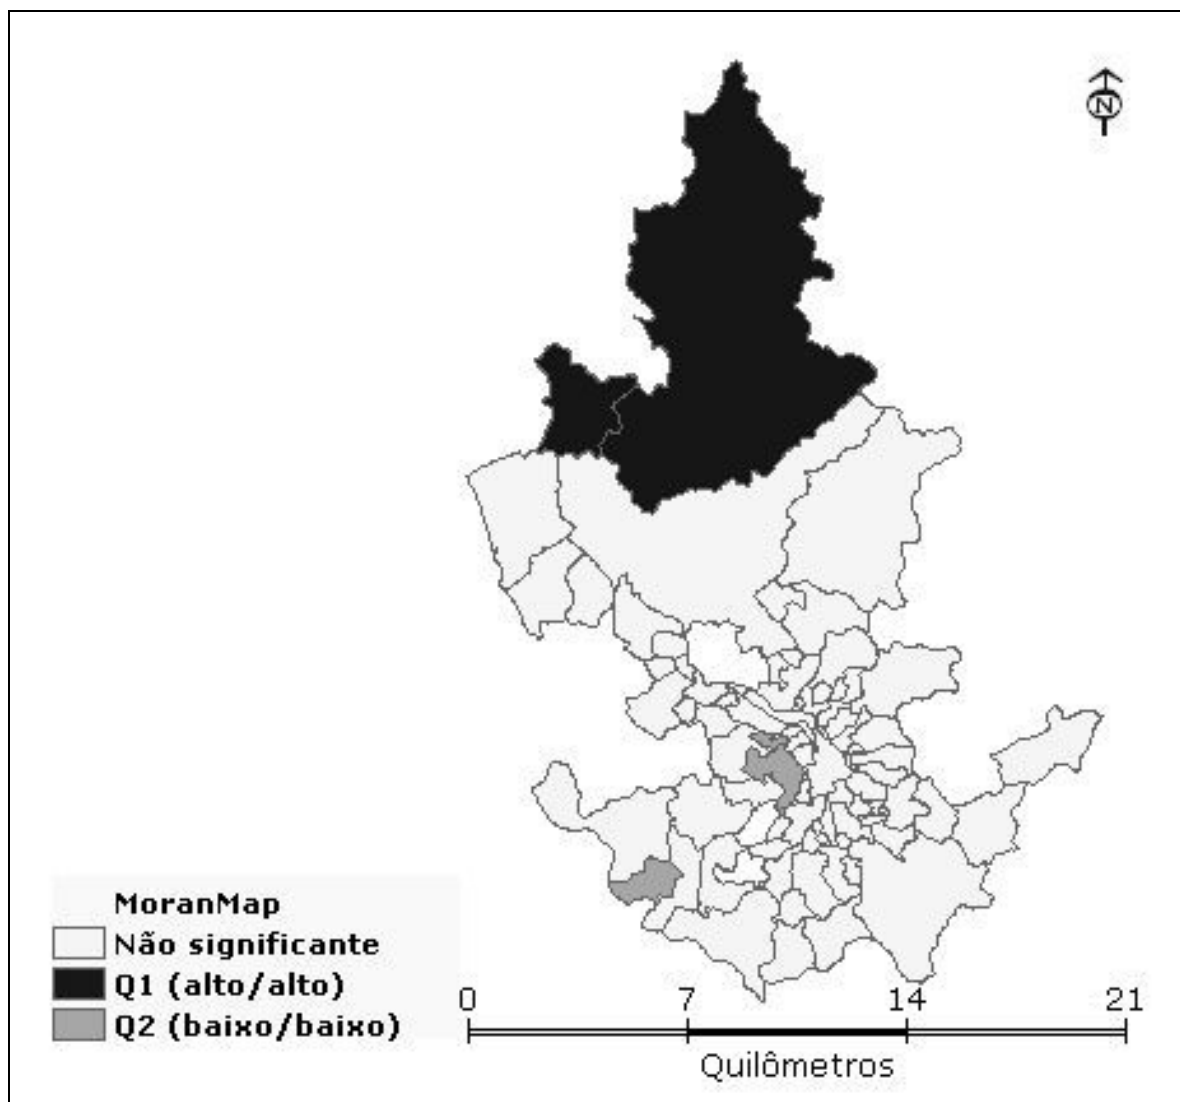 N
MoranMap
Não significante
Q1 (alto/alto)
Q2 (baixo/baixo)
0 7 14 21
Quilômetros